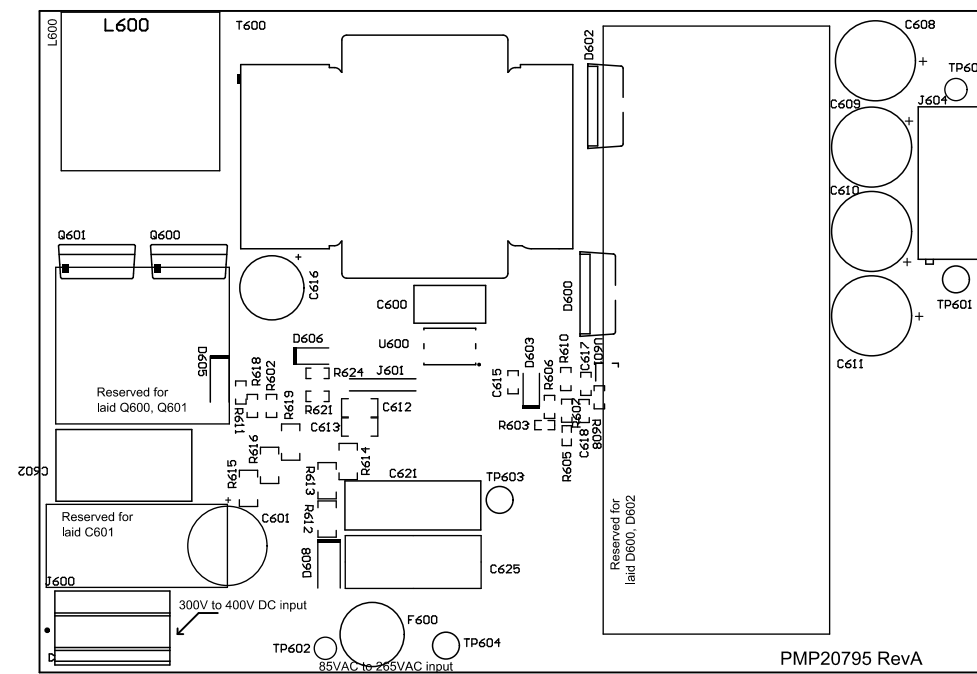 L600
L600
T600
D602
C608
TP60
C609
J604
C610
Q601
Q600
C616
C600
D600
TP601
C611
U600
D606
D605
R618
R602
R624
J601
R619
R621
C612
C613
R611
C615
D603
R606
R610
C617
U601
R603
R607
R605
C618
R608
Reserved for
laid Q600, Q601
C602
R616
R615
R614
C621
TP603
R613
R612
Reserved for
laid C601
C601
Reserved for
laid D600, D602
D608
C625
J600
300V to 400V DC input
F600
TP602
TP604
85VAC to 265VAC input
PMP20795 RevA